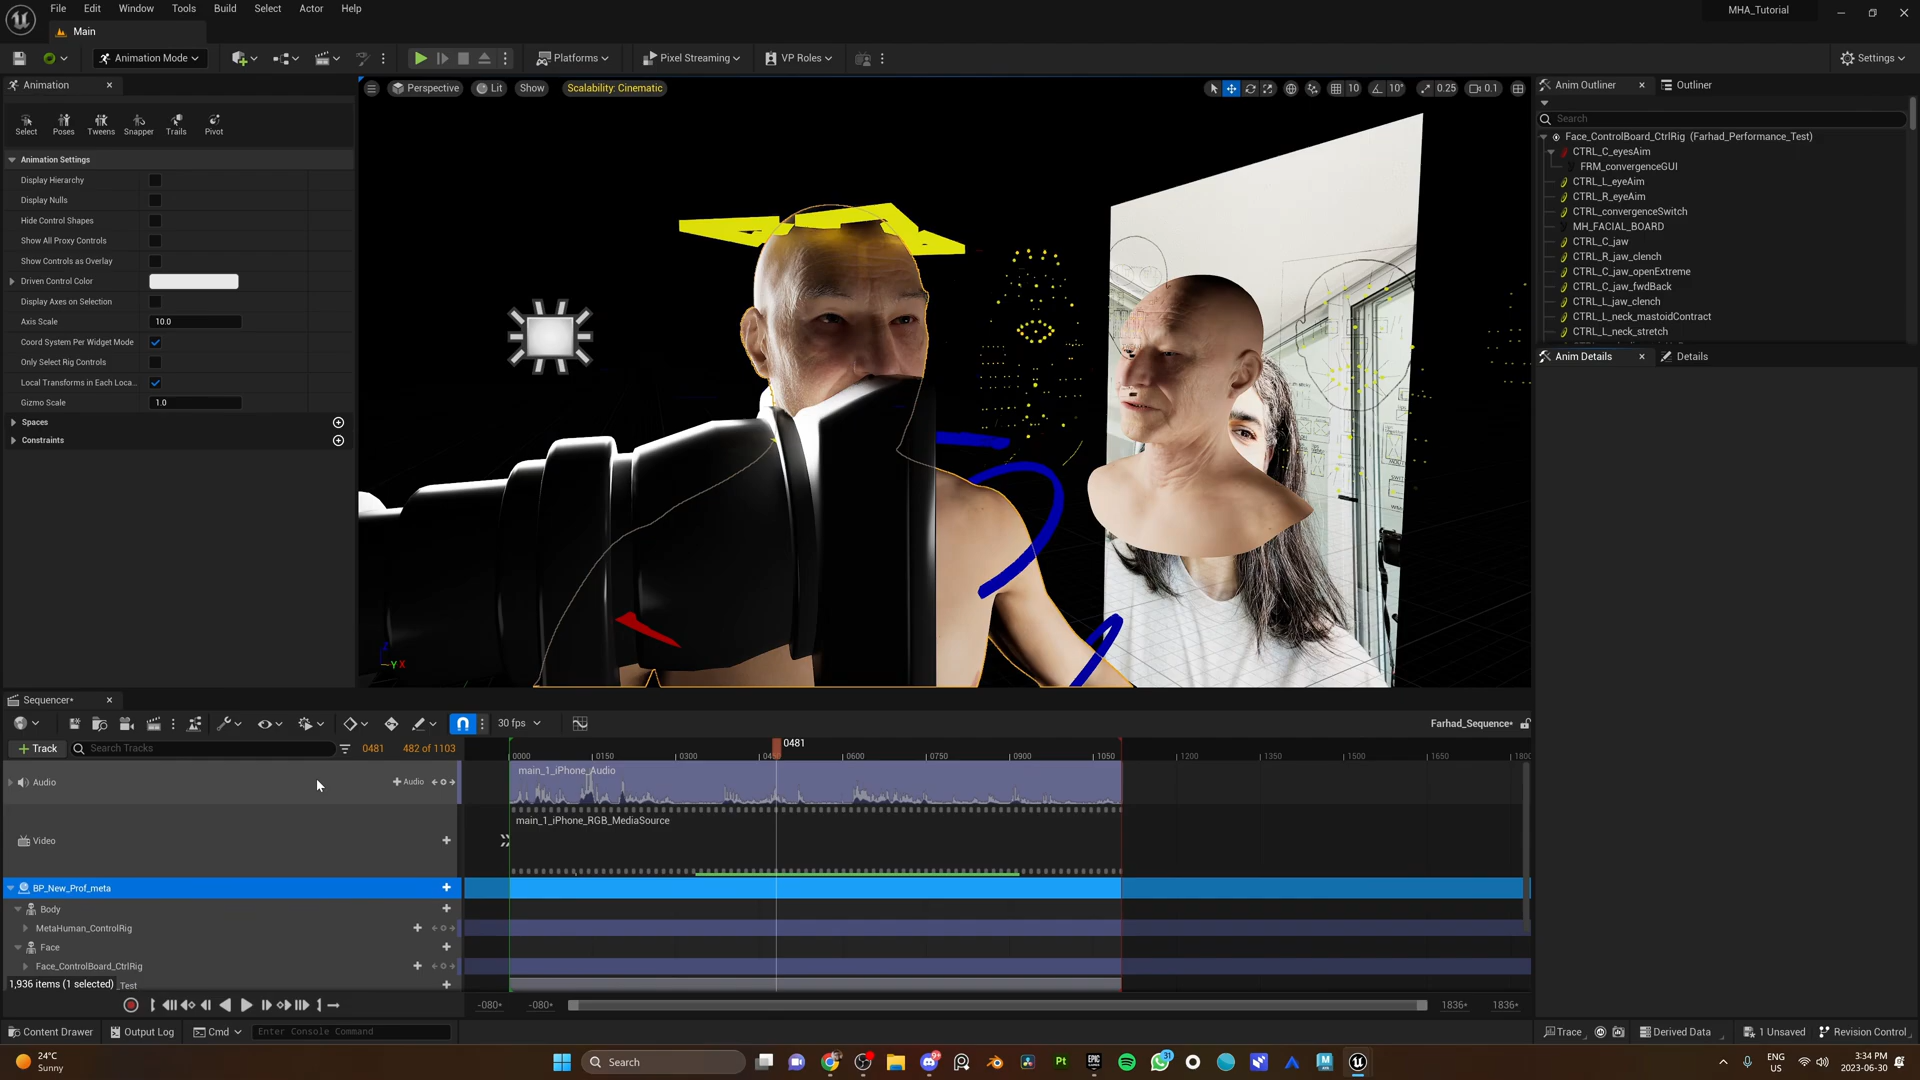 File Edit Window Tools Build Select Actor Help MHA_Tutorial
Main
Animation Mode Platforms Pixel Streaming VP Roles Settings
Animation
Select Poses Tweens Snapper Trails Pivot
Animation Settings
Display Hierarchy
Display Nulls
Hide Control Shapes
Show All Proxy Controls
Show Controls as Overlay
Driven Control Color
Display Axes on Selection
Axis Scale 10.0
Coord System Per Widget Mode
Only Select Rig Controls
Local Transforms in Each Loca...
Gizmo Scale 1.0
Spaces
Constraints
Perspective Lit Show Scalability: Cinematic 10 10° 0.25 0.1
Y X
Anim Outliner Outliner
Search
Face_ControlBoard_CtrlRig (Farhad_Performance_Test)
CTRL_C_eyesAim
FRM_convergenceGUI
CTRL_L_eyeAim
CTRL_R_eyeAim
CTRL_convergenceSwitch
MH_FACIAL_BOARD
CTRL_C_jaw
CTRL_R_jaw_clench
CTRL_C_jaw_openExtreme
CTRL_C_jaw_fwdBack
CTRL_L_jaw_clench
CTRL_L_neck_mastoidContract
CTRL_L_neck_stretch
Anim Details Details
Sequencer*
30 fps Farhad_Sequence*
Track Search Tracks 0481 482 of 1103
0481
0000 0150 0300 0600 0750 0900 1050 1200 1350 1500 1650 1800
Audio Audio
main_1_iPhone_Audio
Video
main_1_iPhone_RGB_MediaSource
BP_New_Prof_meta
Body
MetaHuman_ControlRig
Face
Face_ControlBoard_CtrlRig
1,936 items (1 selected) _Test
-080+ -080+ 1836+ 1836+
Content Drawer Output Log Cmd Enter Console Command Trace Derived Data 1 Unsaved Revision Control
24°C
Sunny
Search
Pt
EPIC
31
ENG
US
3:34 PM
2023-06-30